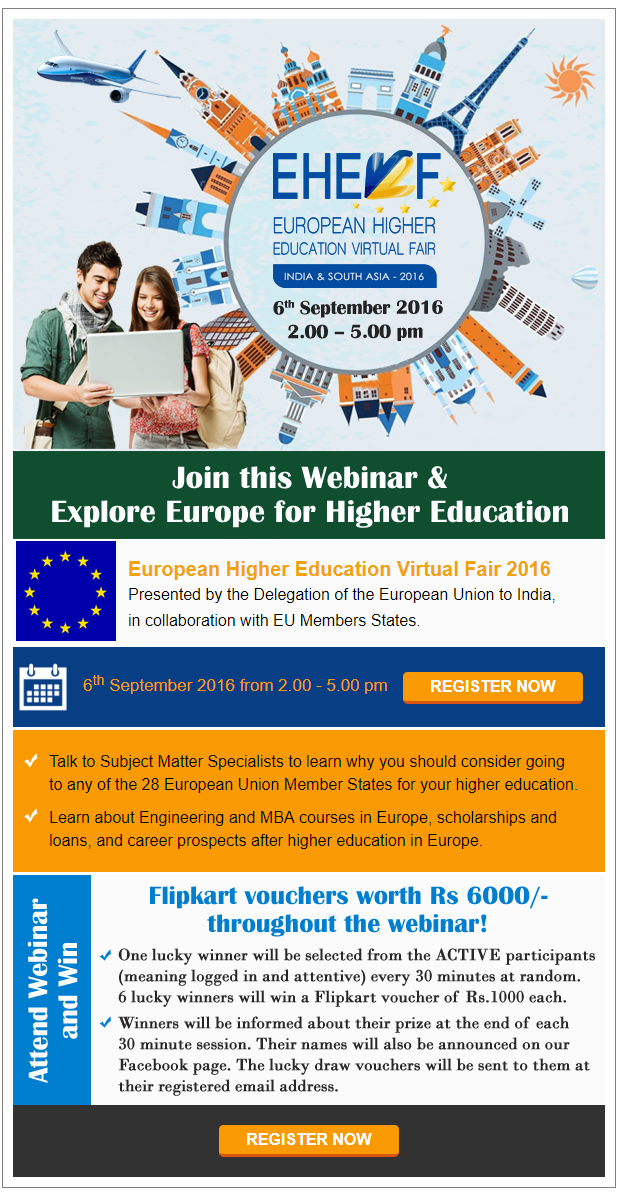 EHEVF
EUROPEAN HIGHER
EDUCATION VIRTUAL FAIR
INDIA & SOUTH ASIA - 2016
6th September 2016
2.00 – 5.00 pm
Join this Webinar &
Explore Europe for Higher Education
European Higher Education Virtual Fair 2016
Presented by the Delegation of the European Union to India,
in collaboration with EU Members States.
6th September 2016 from 2.00 - 5.00 pm
REGISTER NOW
Talk to Subject Matter Specialists to learn why you should consider going
to any of the 28 European Union Member States for your higher education.
Learn about Engineering and MBA courses in Europe, scholarships and
loans, and career prospects after higher education in Europe.
Attend Webinar
and Win
Flipkart vouchers worth Rs 6000/-
throughout the webinar!
One lucky winner will be selected from the ACTIVE participants
(meaning logged in and attentive) every 30 minutes at random.
6 lucky winners will win a Flipkart voucher of Rs.1000 each.
Winners will be informed about their prize at the end of each
30 minute session. Their names will also be announced on our
Facebook page. The lucky draw vouchers will be sent to them at
their registered email address.
REGISTER NOW